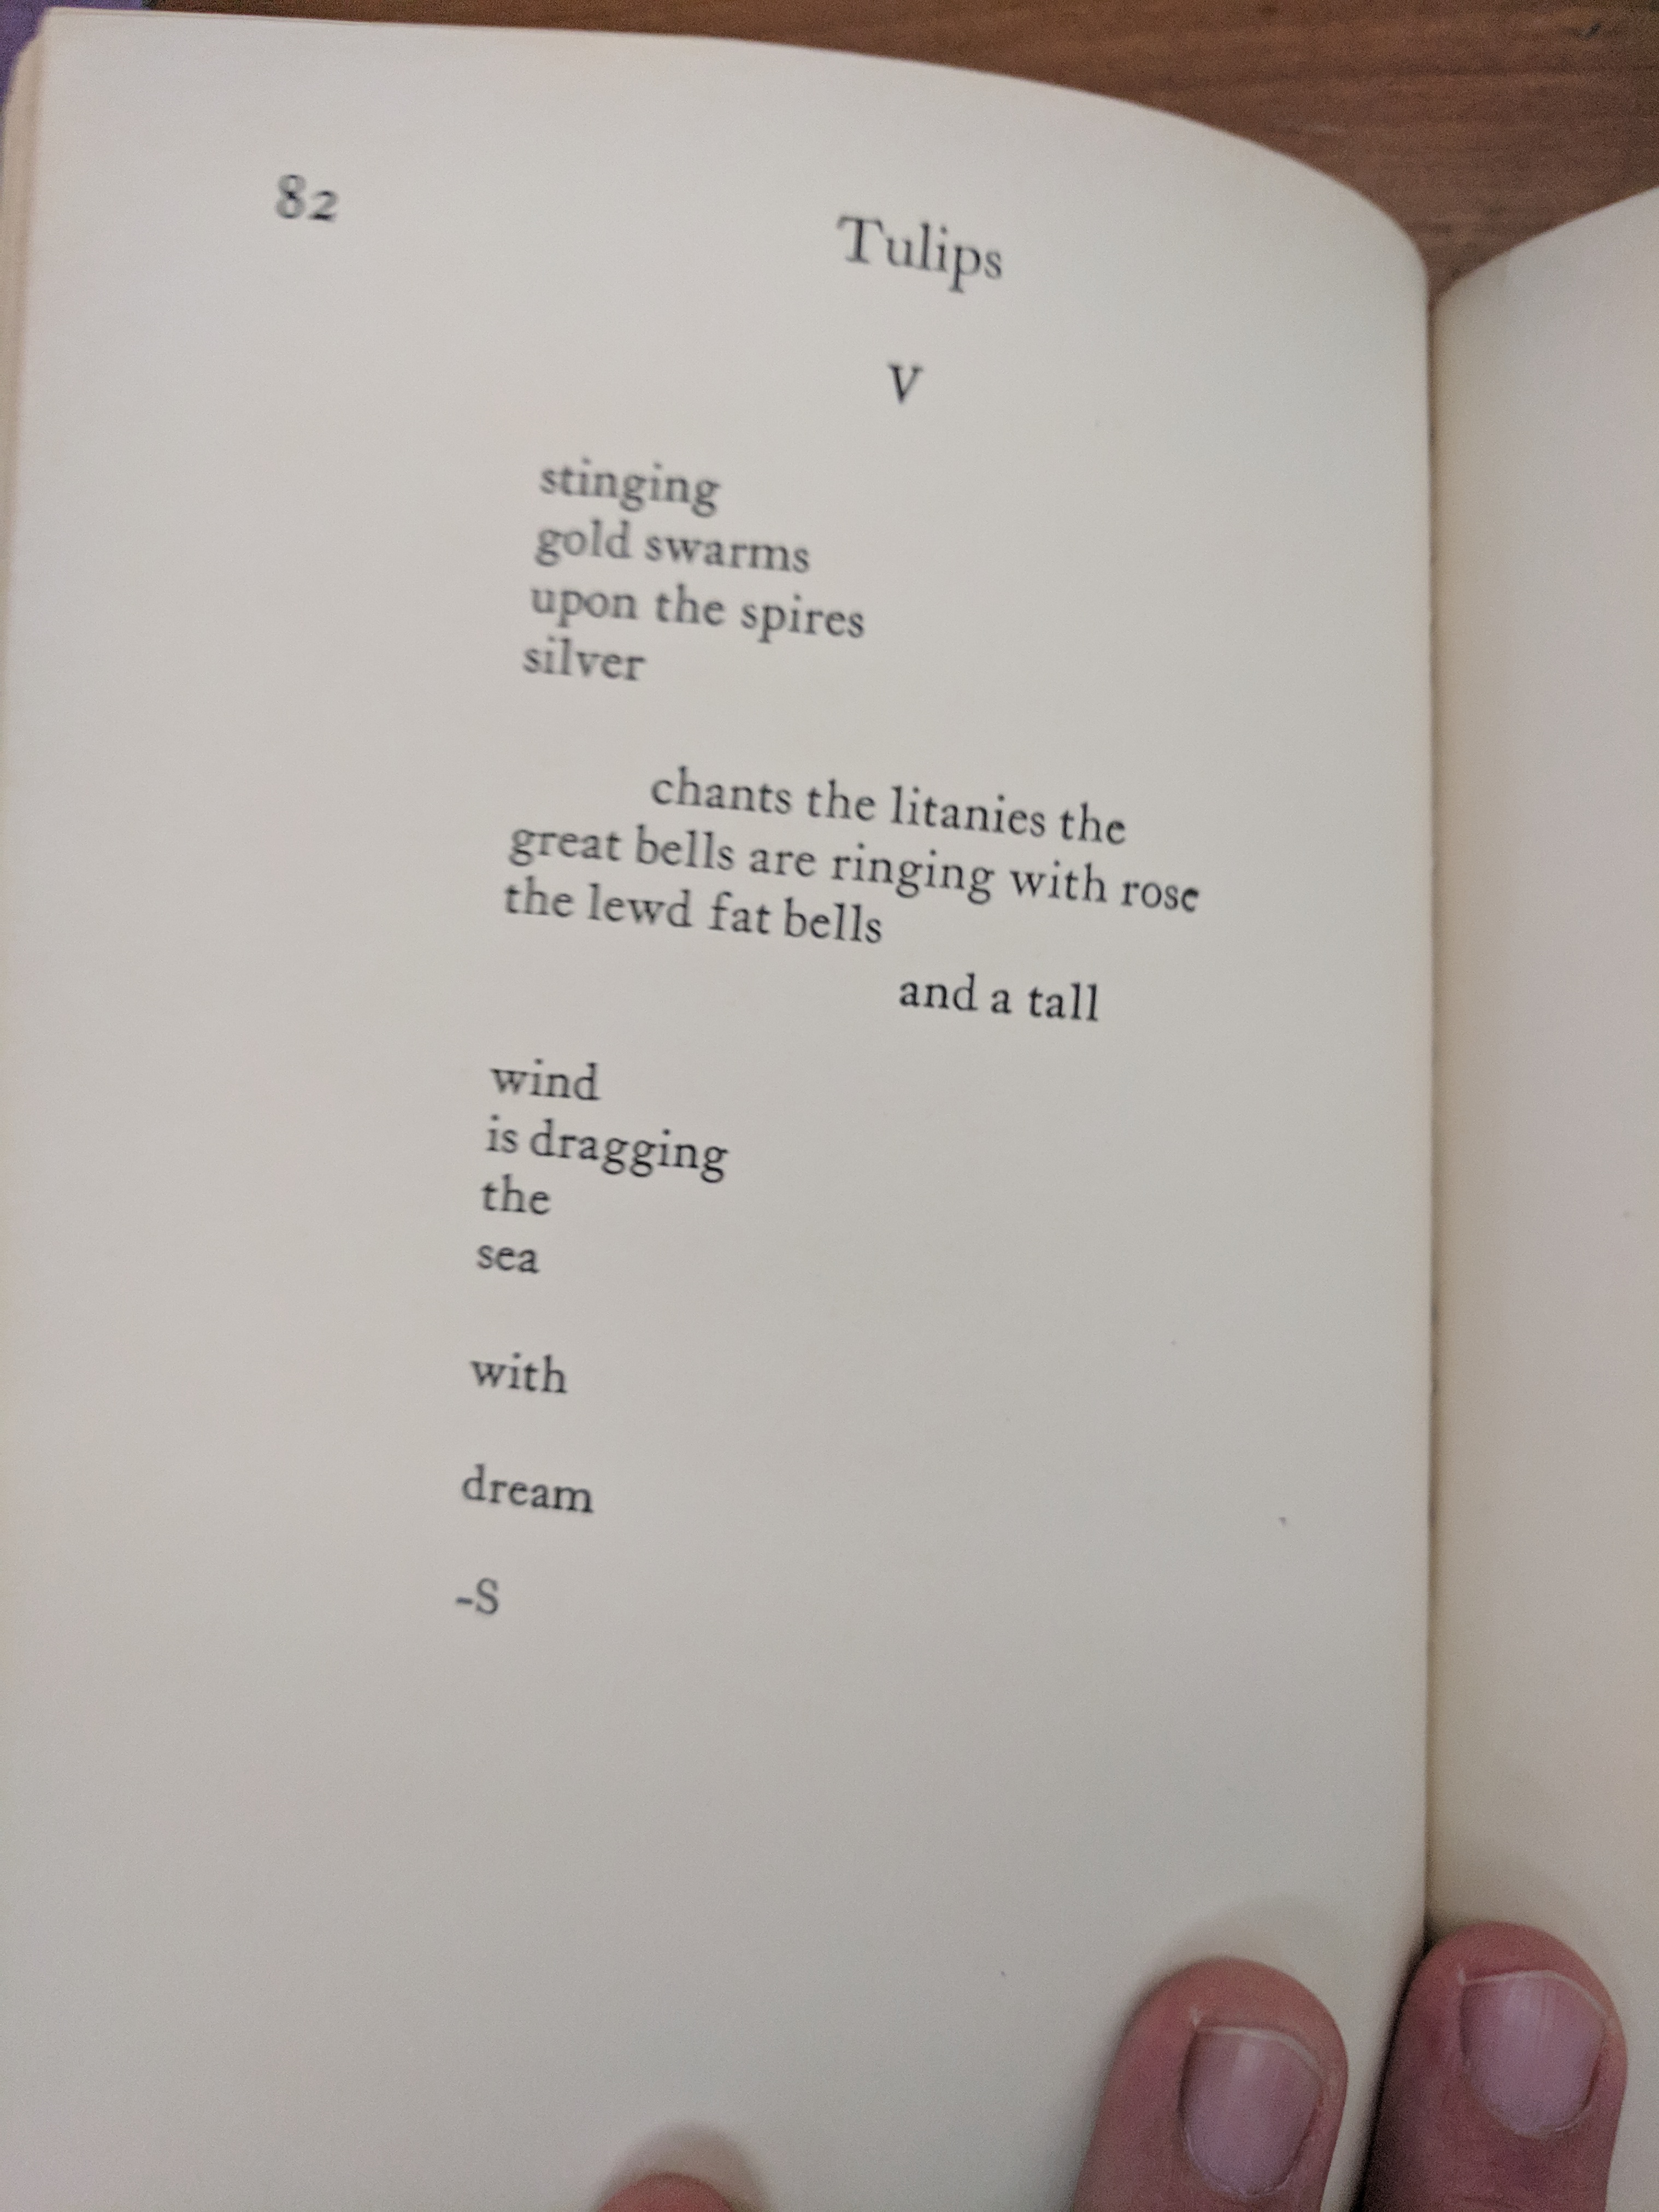 82
Tulips
V
stinging
gold swarms
upon the spires
silver
chants the litanies the
great bells are ringing with rose
the lewd fat bells
and a tall
wind
is dragging
the
sea
with
dream
-S